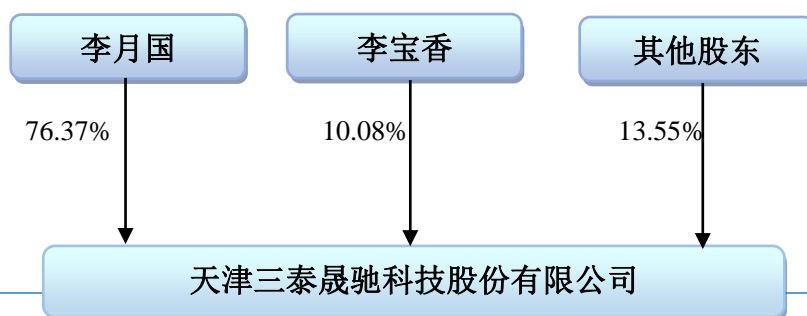 李月国 李宝香 其他股东
76.37% 10.08% 13.55%
天津三泰晟驰科技股份有限公司